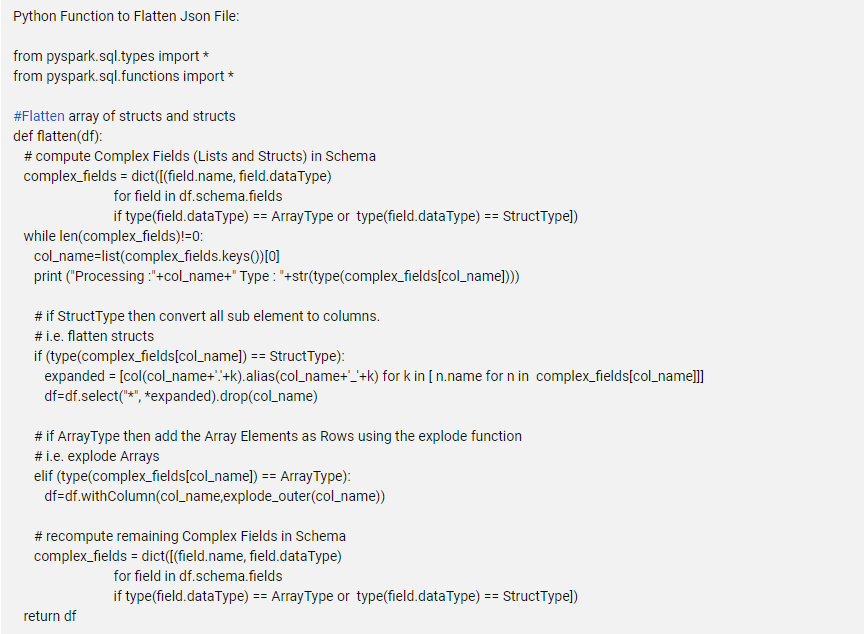 Python Function to Flatten Json File:
from pyspark.sql.types import *
from pyspark.sql.functions import *
#Flatten array of structs and structs
def flatten(df):
# compute Complex Fields (Lists and Structs) in Schema
complex_fields = dict([(field.name, field.dataType)
for field in df.schema.fields
if type(field.dataType) == ArrayType or  type(field.dataType) == StructType])
while len(complex_fields)!=0:
col_name=list(complex_fields.keys())[0]
print ("Processing :"+col_name+" Type : "+str(type(complex_fields[col_name])))
# if StructType then convert all sub element to columns.
# i.e. flatten structs
if (type(complex_fields[col_name]) == StructType):
expanded = [col(col_name+'.'+k).alias(col_name+'_'+k) for k in [ n.name for n in  complex_fields[col_name]]]
df=df.select("*", *expanded).drop(col_name)
# if ArrayType then add the Array Elements as Rows using the explode function
# i.e. explode Arrays
elif (type(complex_fields[col_name]) == ArrayType):
df=df.withColumn(col_name,explode_outer(col_name))
# recompute remaining Complex Fields in Schema
complex_fields = dict([(field.name, field.dataType)
for field in df.schema.fields
if type(field.dataType) == ArrayType or  type(field.dataType) == StructType])
return df